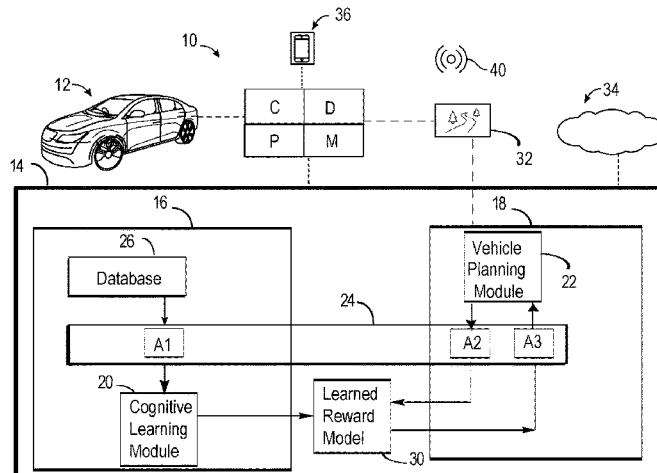 36
10
40
12
34
C D
P M
32
14
16
18
26
Database
Vehicle
Planning
Module
22
24
A1
A2
A3
20
Cognitive
Learning
Module
Learned
Reward
Model
30